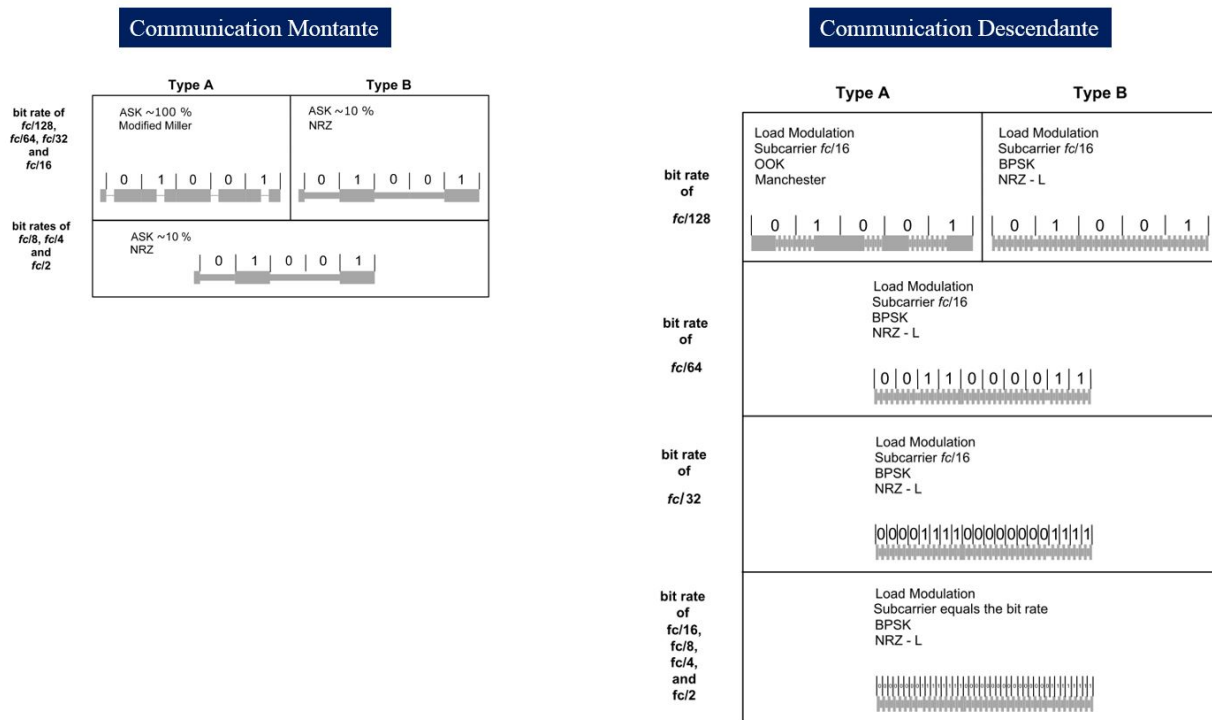 Communication Montante
Type A
Type B
bit rate of
fc/128,
fc/64, fc/32
and
fc/16
ASK ~100 %
Modified Miller
0 1 0 0 1
ASK ~10 %
NRZ
0 1 0 0 1
bit rates of
fc/8, fc/4
and
fc/2
ASK ~10 %
NRZ
0 1 0 0 1
Communication Descendante
Type A
Type B
bit rate
of
fc/128
Load Modulation
Subcarrier fc/16
OOK
Manchester
0 1 0 0 1
Load Modulation
Subcarrier fc/16
BPSK
NRZ - L
0 1 0 0 1
bit rate
of
fc/64
Load Modulation
Subcarrier fc/16
BPSK
NRZ - L
0 0 1 1 0 0 0 0 1 1
bit rate
of
fc/32
Load Modulation
Subcarrier fc/16
BPSK
NRZ - L
0 0 0 0 1 1 1 1 0 0 0 0 0 0 0 0 1 1 1 1
bit rate
of
fc/16,
fc/8,
fc/4,
and
fc/2
Load Modulation
Subcarrier equals the bit rate
BPSK
NRZ - L